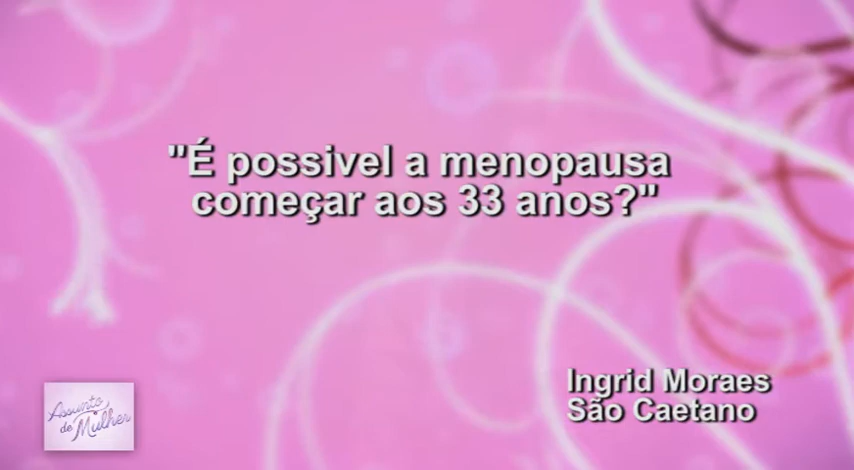 "É possivel a menopausa
começar aos 33 anos?"
Ingrid Moraes
São Caetano
Assunto
de Mulher